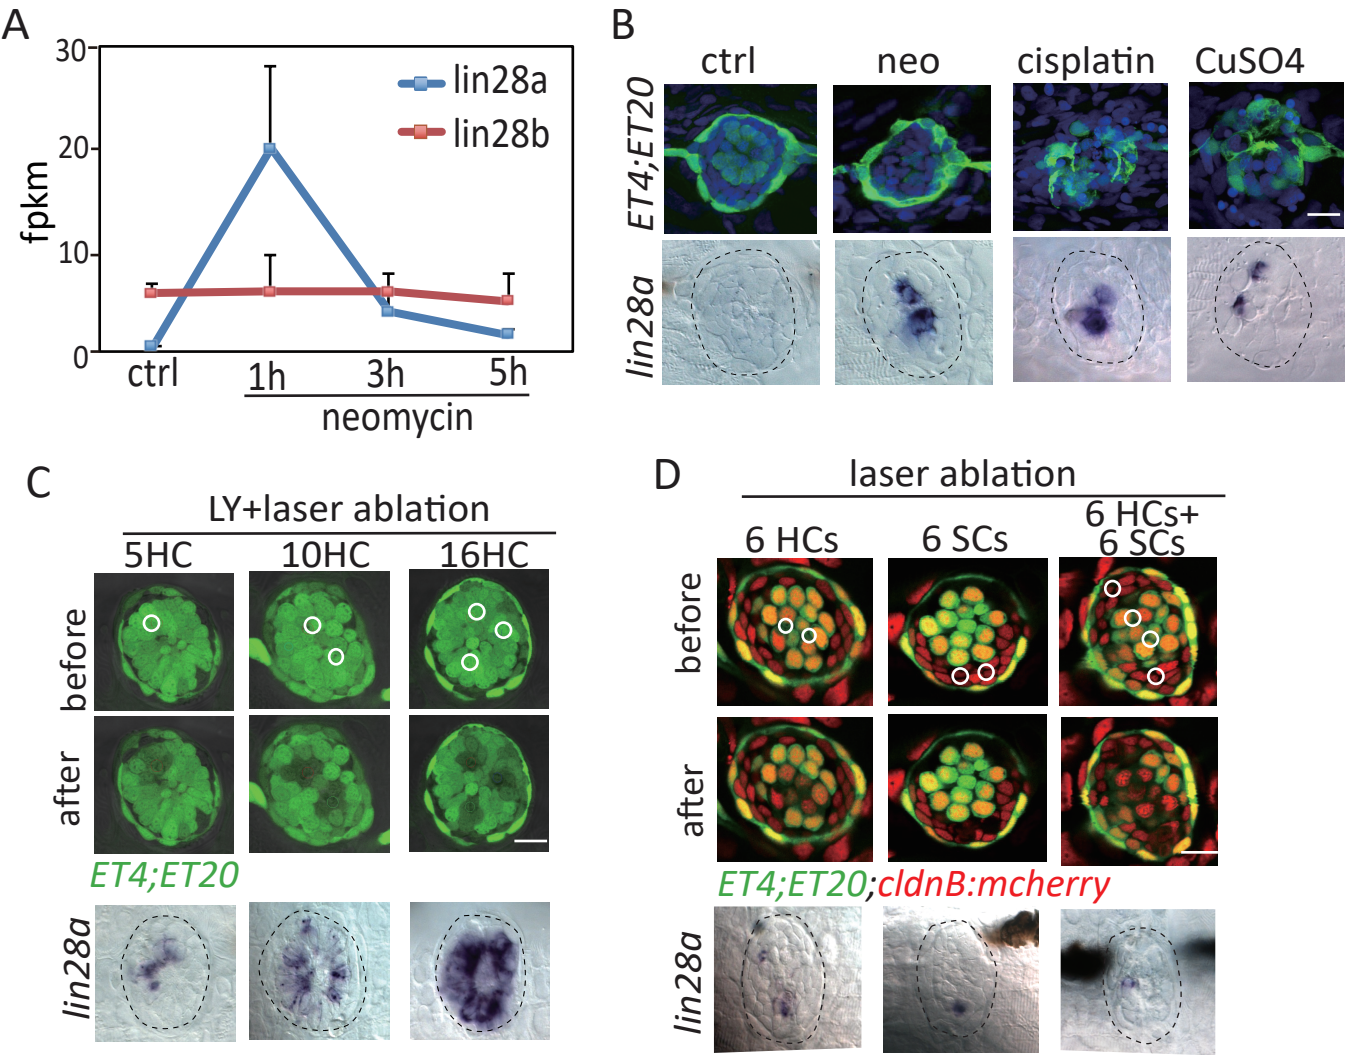 A
30
20
10
0
fpkm
lin28a
lin28b
ctrl
1h
3h
5h
neomycin
B
ctrl
neo
cisplatin
CuSO4
ET4;ET20
lin28a
C
LY+laser ablation
5HC
10HC
16HC
before
after
ET4;ET20
lin28a
D
laser ablation
6 HCs
6 SCs
6 HCs+
6 SCs
before
after
ET4;ET20;cldnB:mcherry
lin28a